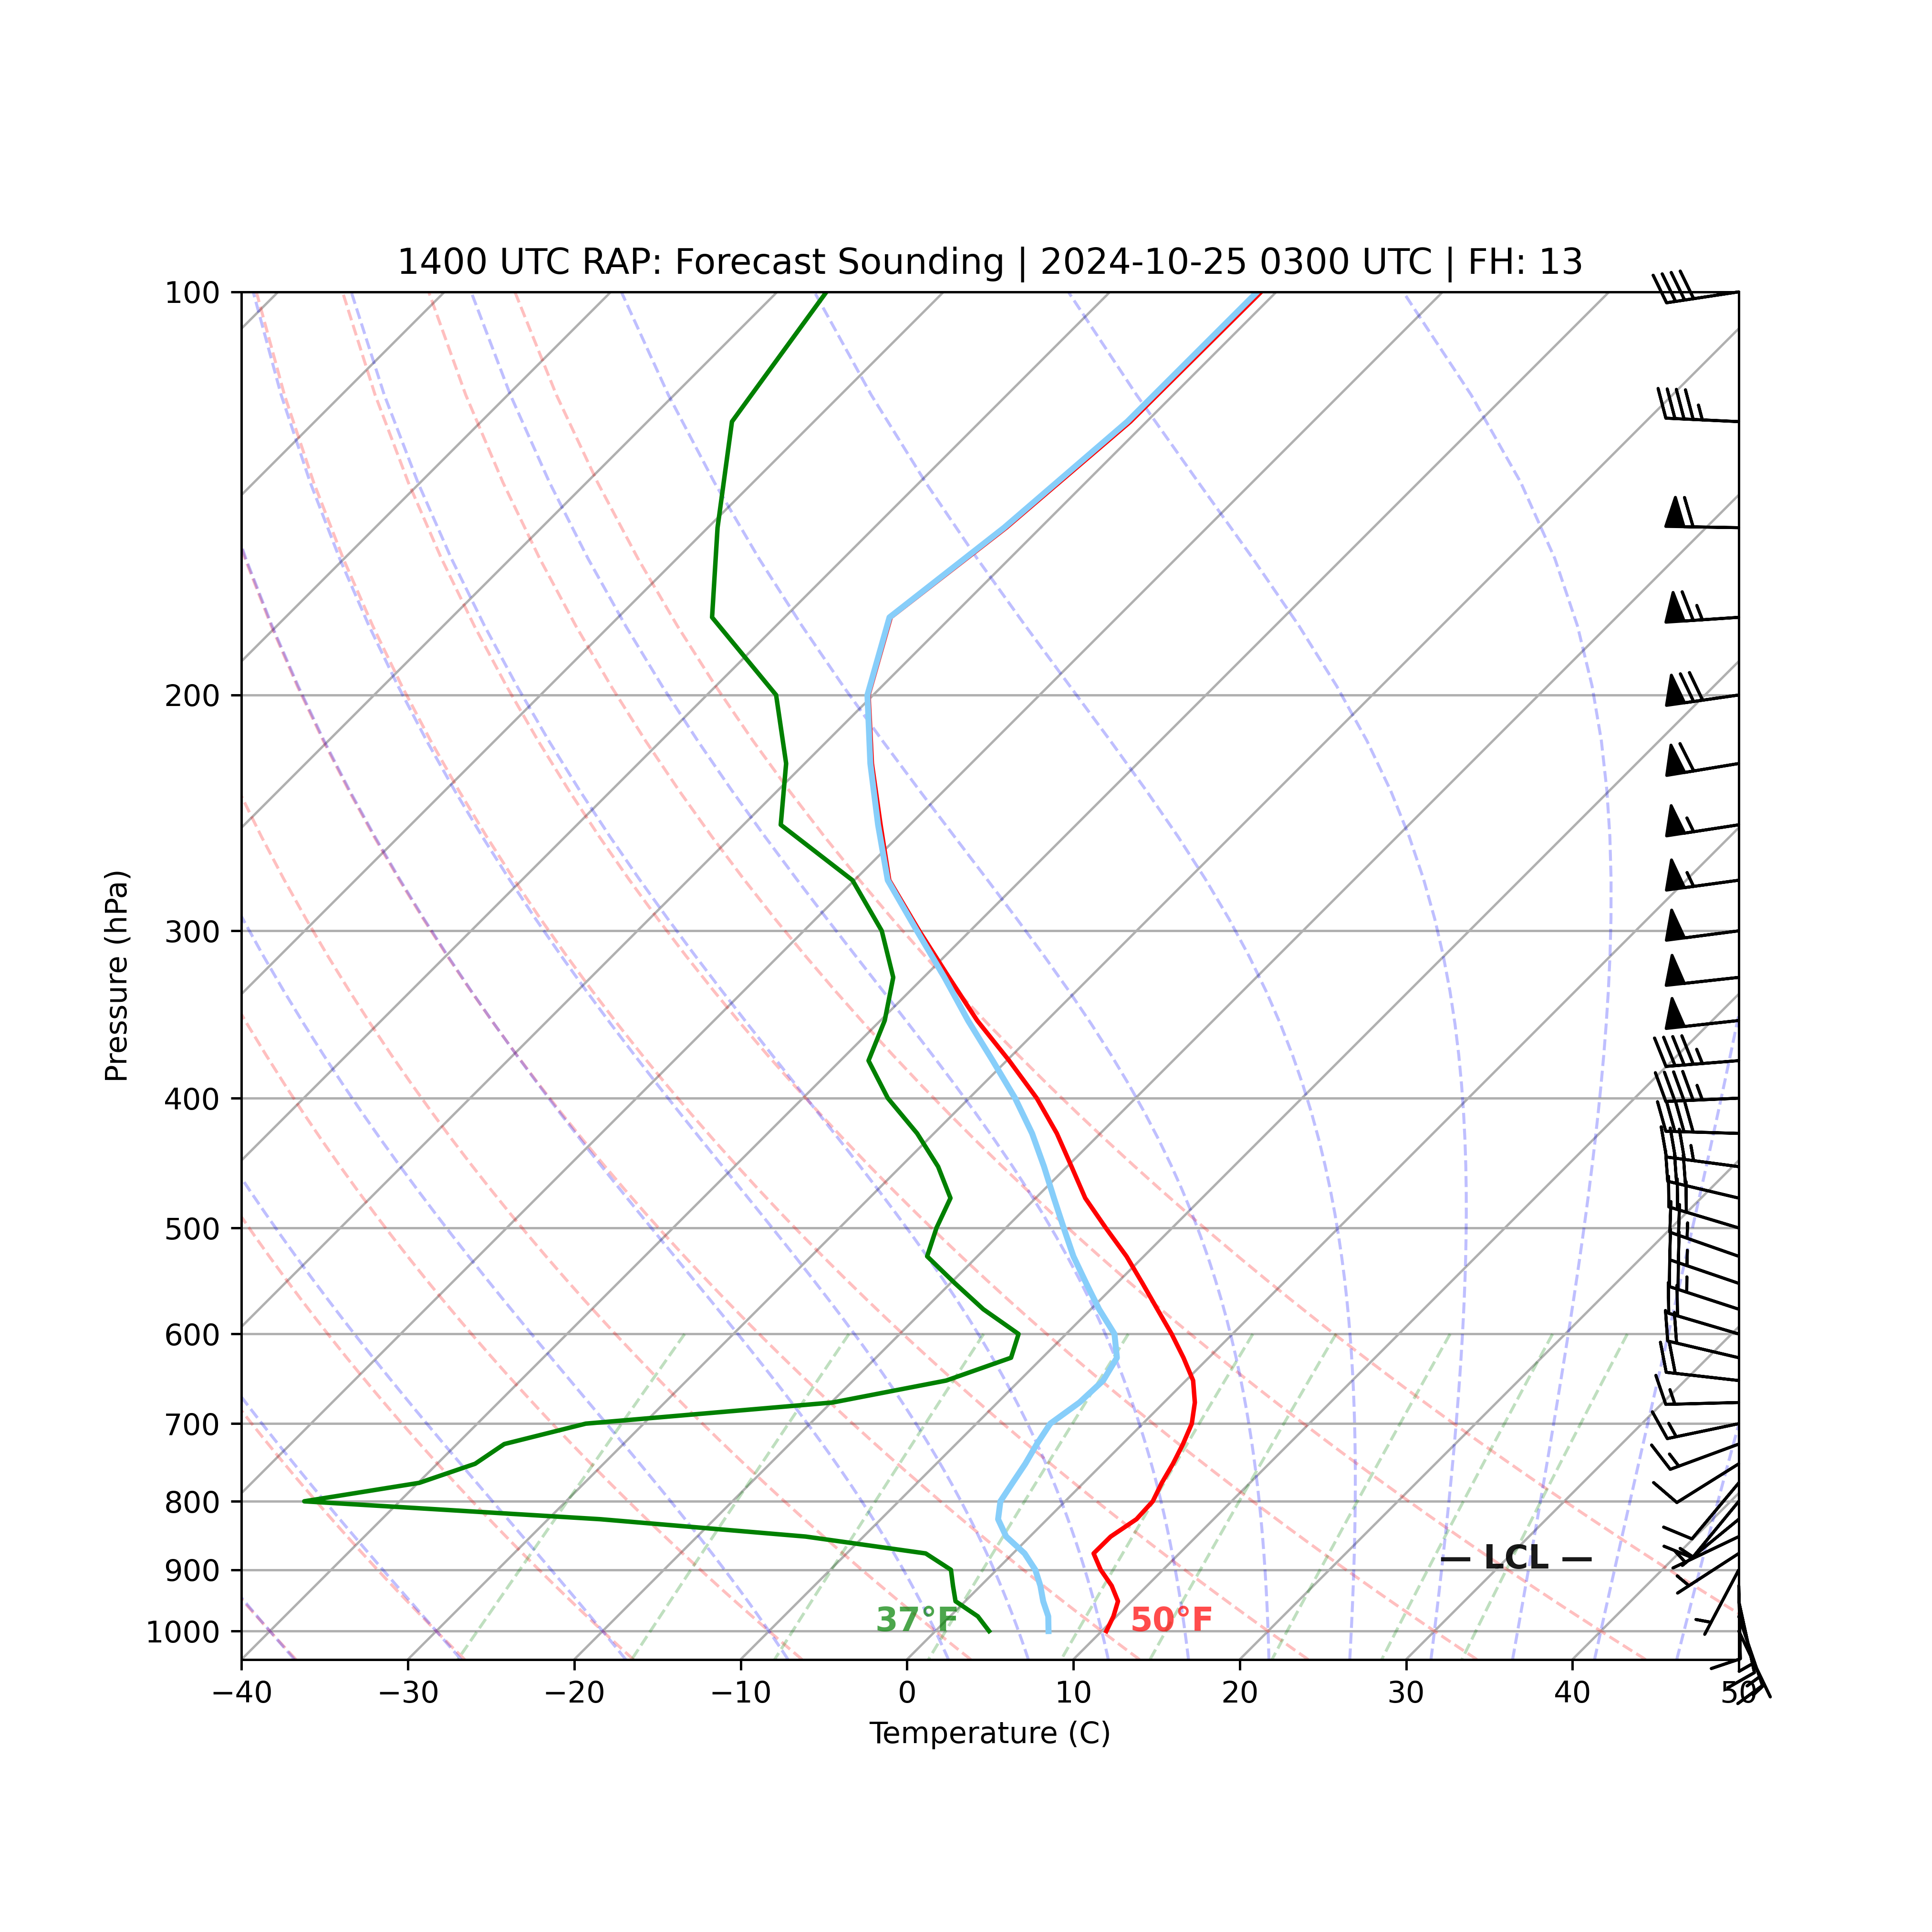 1400 UTC RAP: Forecast Sounding | 2024-10-25 0300 UTC | FH: 13
100
200
300
400
500
600
700
800
900
1000
Pressure (hPa)
— LCL —
37°F 50°F
−40 −30 −20 −10 0 10 20 30 40 50
Temperature (C)